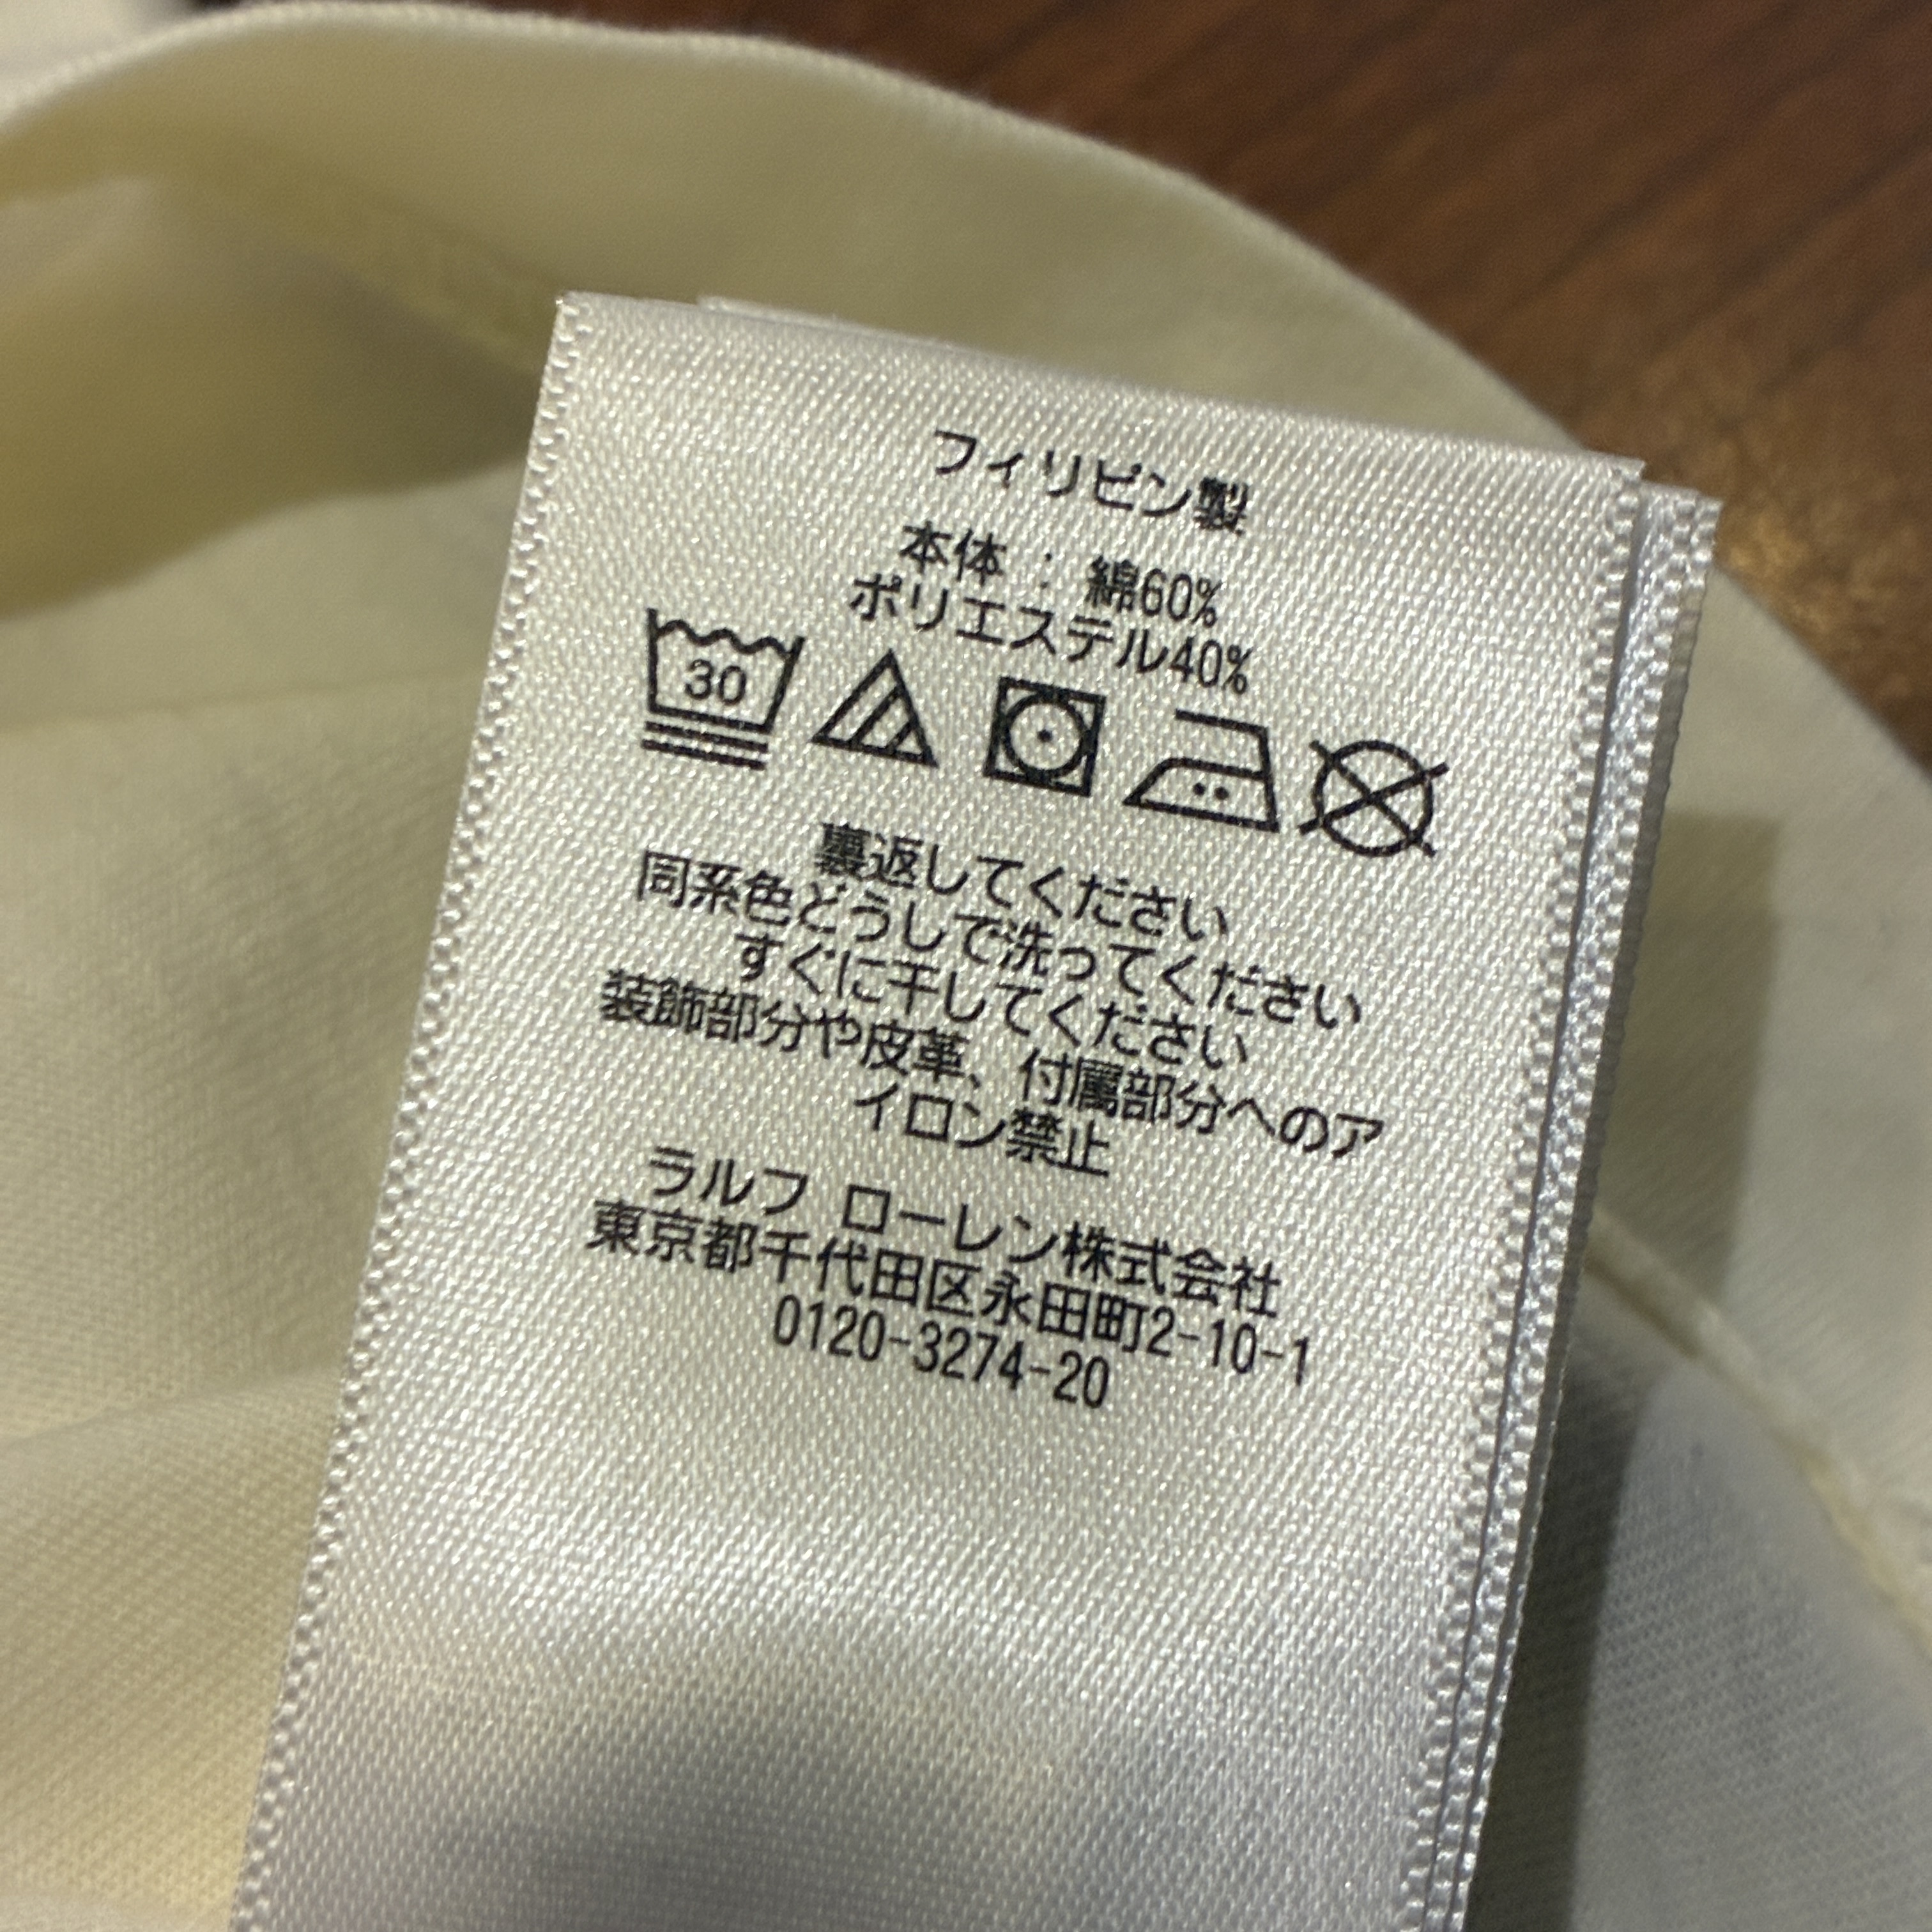 フィリピン製
本体 : 綿60%
ポリエステル40%
30
裏返してください
同系色どうしで洗ってください
すぐに干してください
装飾部分や皮革、付属部分へのア
イロン禁止
ラルフ ローレン株式会社
東京都千代田区永田町2-10-1
0120-3274-20